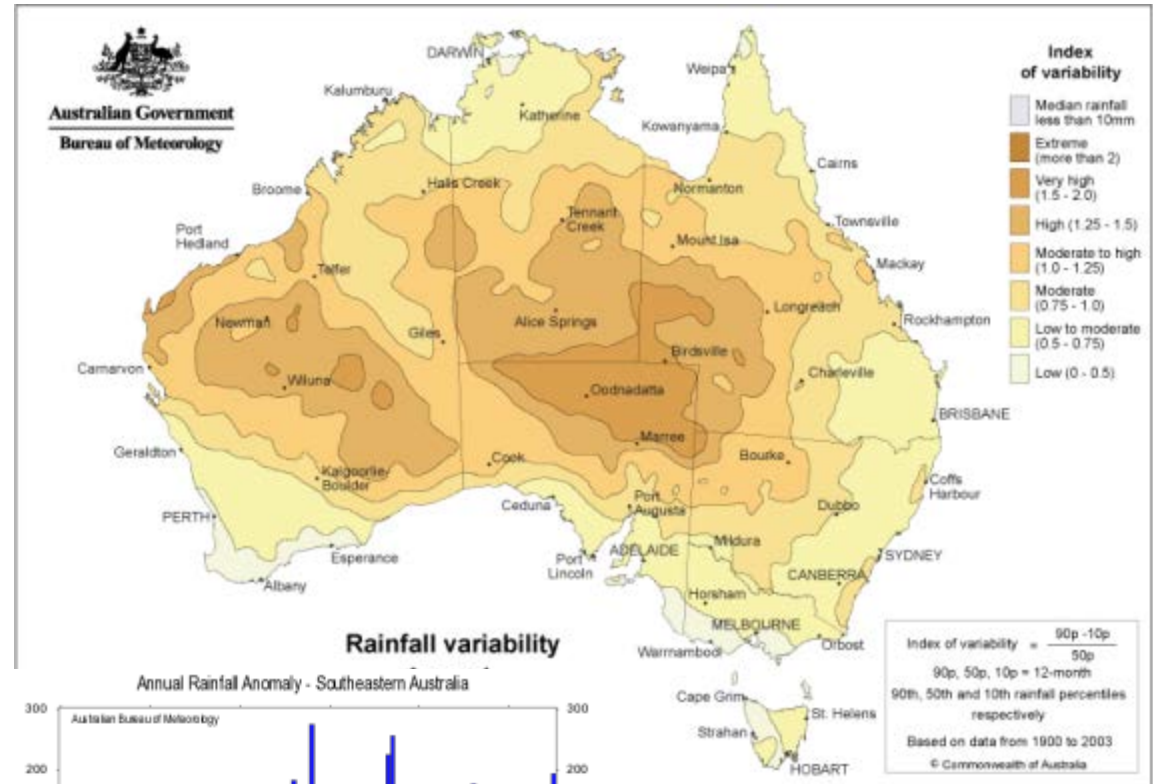 Australian Government
Bureau of Meteorology
Index
of variability
Median rainfall
less than 10mm
Extreme
(more than 2)
Very high
(1.5 - 2.0)
High (1.25 - 1.5)
Moderate to high
(1.0 - 1.25)
Moderate
(0.75 - 1.0)
Low to moderate
(0.5 - 0.75)
Low (0 - 0.5)
DARWIN
Weipa
Kalumburu
Katherine
Kowanyama
Cairns
Halls Creek
Broome
Normanton
Tennant
Creek
Townsville
Port
Hedland
Mount Isa
Mackay
Telfer
Longreach
Newman
Alice Springs
Rockhampton
Giles
Birdsville
Carnarvon
Charleville
Wiluna
Oodnadatta
BRISBANE
Marree
Geraldton
Cook
Bourke
Kalgoorlie-
Boulder
Coffs
Harbour
Ceduna
Port
Augusta
Dubbo
PERTH
Mildura
ADELAIDE
SYDNEY
Esperance
Port
Lincoln
CANBERRA
Albany
Horsham
MELBOURNE
Orbost
Warrnambool
Cape Grim
St. Helens
Strahan
HOBART
Rainfall variability
Index of variability = 90p -10p
50p
90p, 50p, 10p = 12-month
90th, 50th and 10th rainfall percentiles
respectively
Based on data from 1900 to 2003
© Commonwealth of Australia
Annual Rainfall Anomaly - Southeastern Australia
300
Australian Bureau of Meteorology
300
200
200